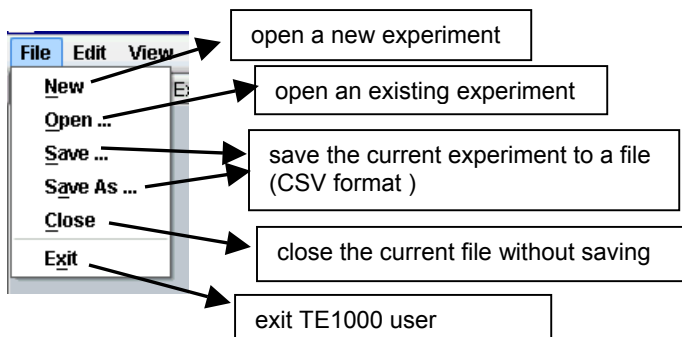 File Edit View
open a new experiment
New
open an existing experiment
Open ...
Save ...
save the current experiment to a file
(CSV format )
Save As ...
Close
close the current file without saving
Exit
exit TE1000 user